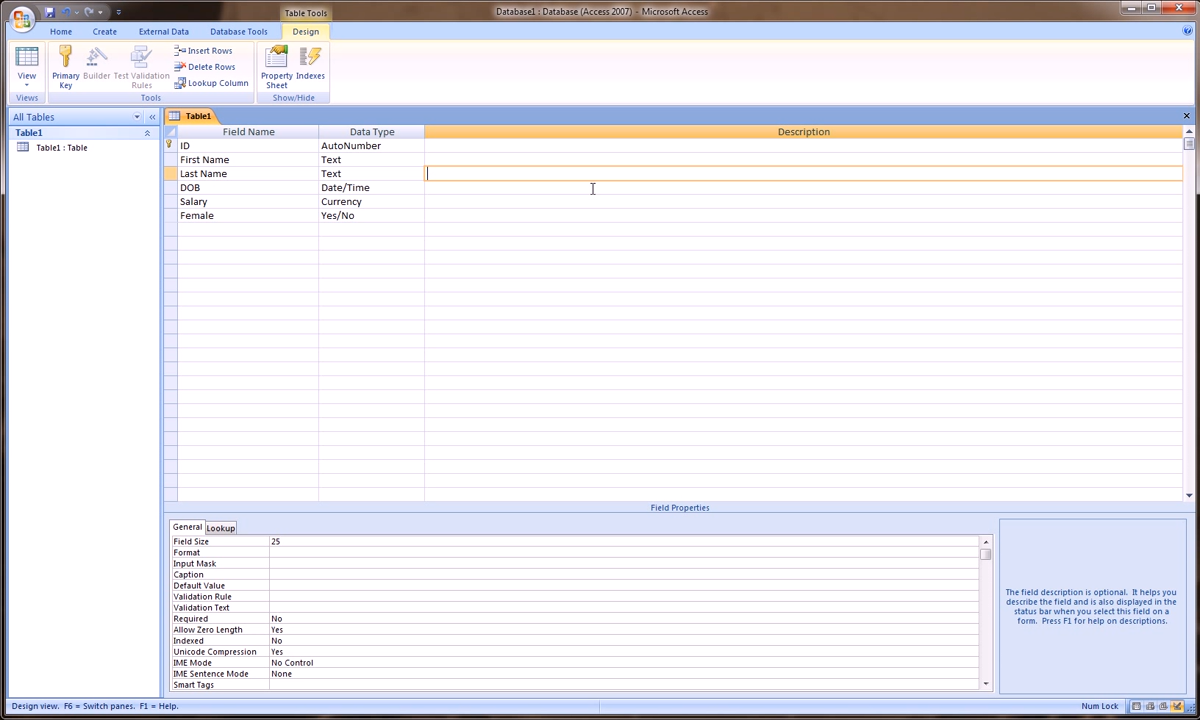 Table Tools
Database1 : Database (Access 2007) - Microsoft Access
Home Create External Data Database Tools Design
View
Primary Key
Builder
Test Validation Rules
Insert Rows
Delete Rows
Lookup Column
Property Sheet
Indexes
Views
Tools
Show/Hide
All Tables
Table1
Table1 : Table
Table1
Field Name Data Type Description
ID AutoNumber
First Name Text
Last Name Text
DOB Date/Time
Salary Currency
Female Yes/No
Field Properties
General Lookup
Field Size 25
Format
Input Mask
Caption
Default Value
Validation Rule
Validation Text
Required No
Allow Zero Length Yes
Indexed No
Unicode Compression Yes
IME Mode No Control
IME Sentence Mode None
Smart Tags
The field description is optional. It helps you
describe the field and is also displayed in the
status bar when you select this field on a
form. Press F1 for help on descriptions.
Design view. F6 = Switch panes. F1 = Help.
Num Lock